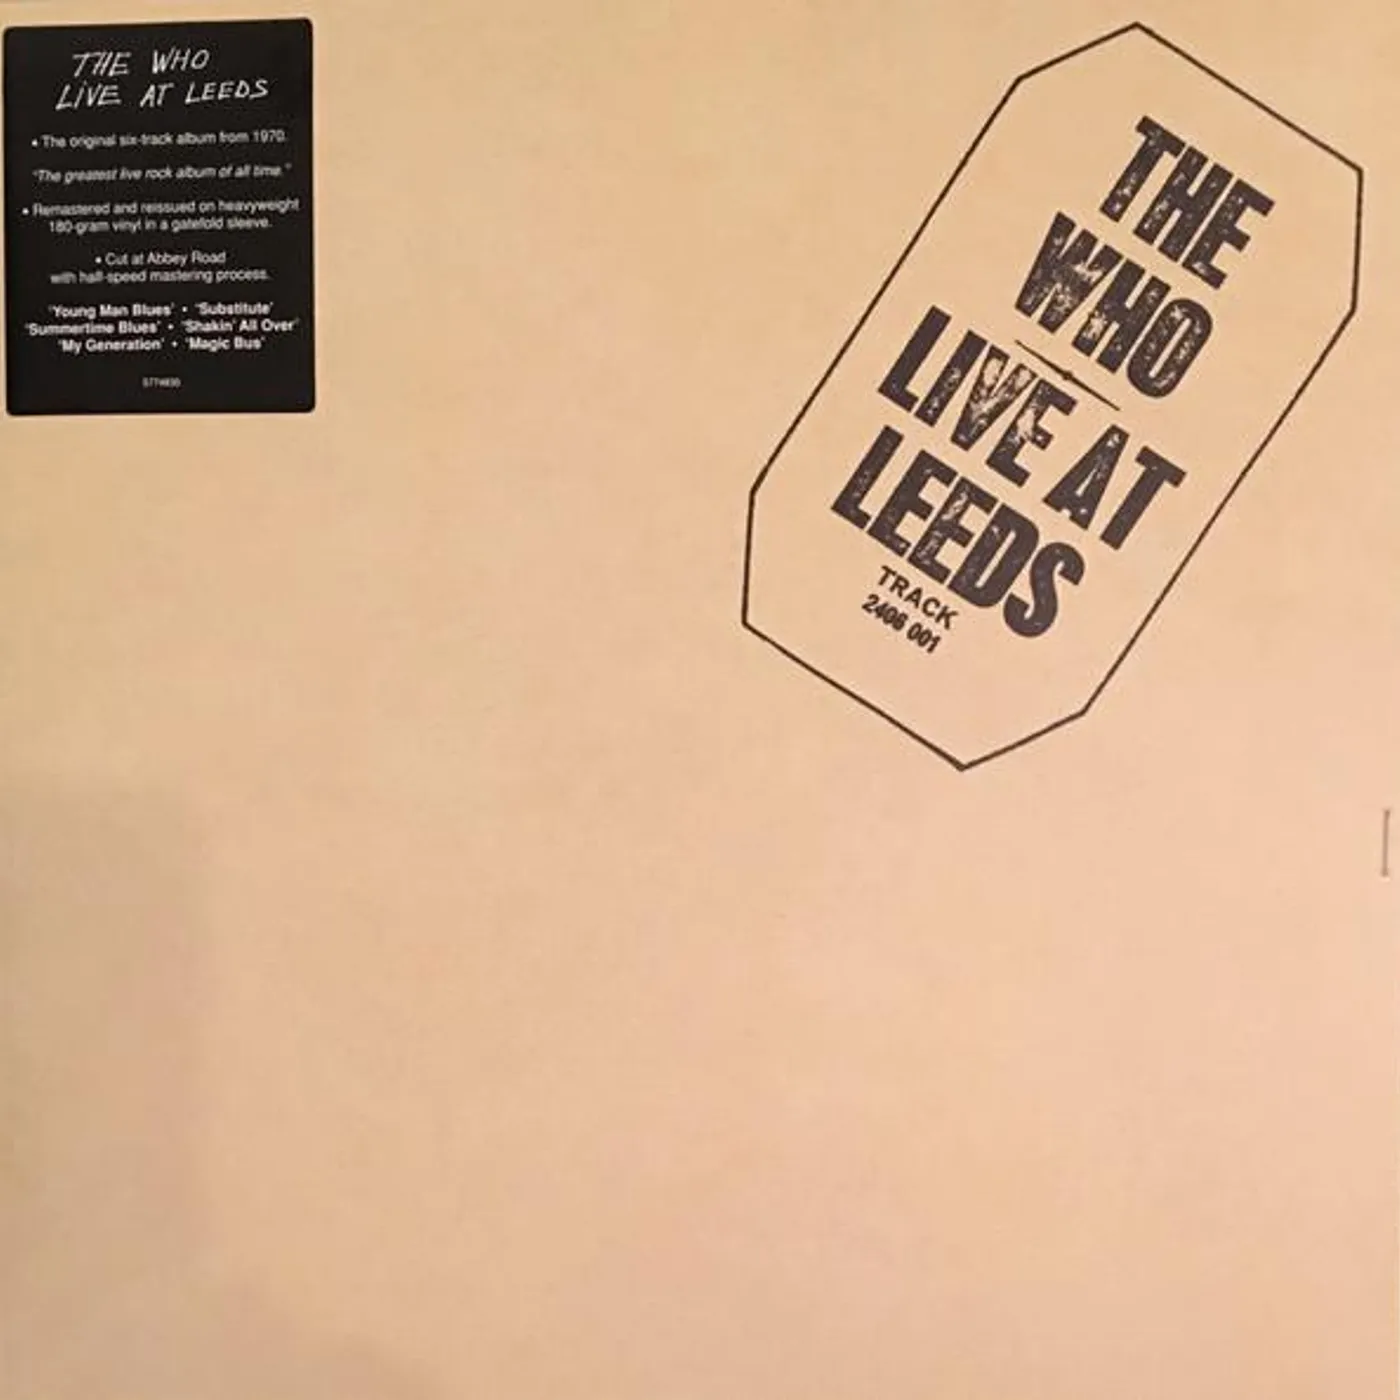 THE WHO
LIVE AT LEEDS
• The original six-track album from 1970.
"The greatest live rock album of all time."
• Remastered and reissued on heavyweight
180-gram vinyl in a gatefold sleeve.
• Cut at Abbey Road
with half-speed mastering process.
'Young Man Blues' • 'Substitute'
'Summertime Blues' • 'Shakin' All Over'
'My Generation' • 'Magic Bus'
THE
WHO
LIVE AT
LEEDS
TRACK
2406 001